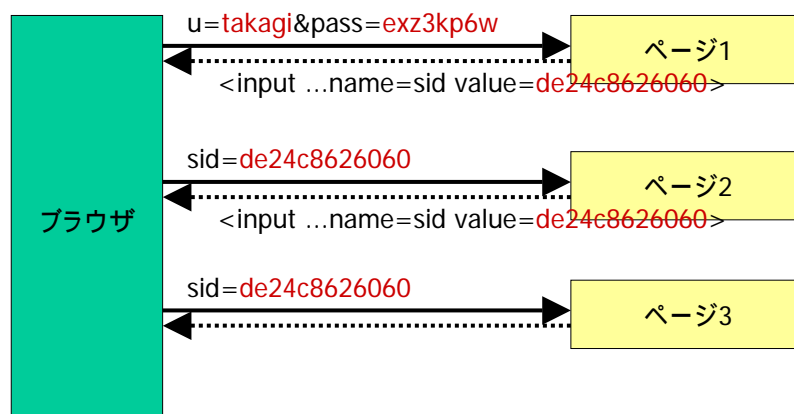 u=takagi&pass=exz3kp6w
ページ1
<input …name=sid value=de24c8626060>
sid=de24c8626060
ページ2
ブラウザ
<input …name=sid value=de24c8626060>
sid=de24c8626060
ページ3